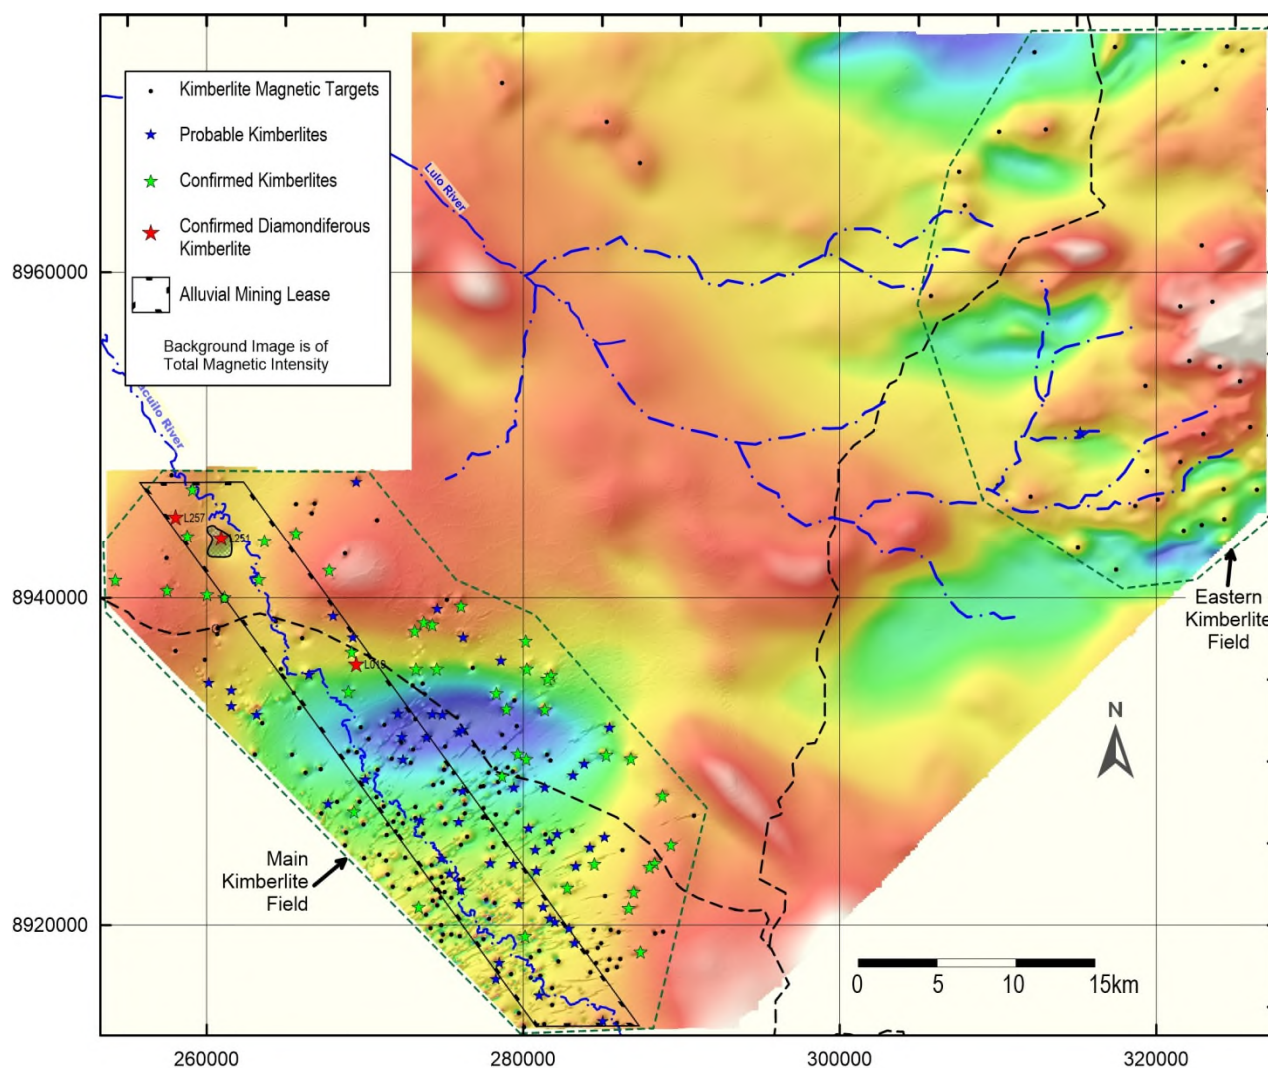 Kimberlite Magnetic Targets
Probable Kimberlites
Confirmed Kimberlites
Confirmed Diamondiferous
Kimberlite
Alluvial Mining Lease
Background Image is of
Total Magnetic Intensity
Lulo River
acuilo River
8960000
8940000
8920000
L257
L251
L019
Eastern
Kimberlite
Field
Main
Kimberlite
Field
N
0 5 10 15km
260000 280000 300000 320000